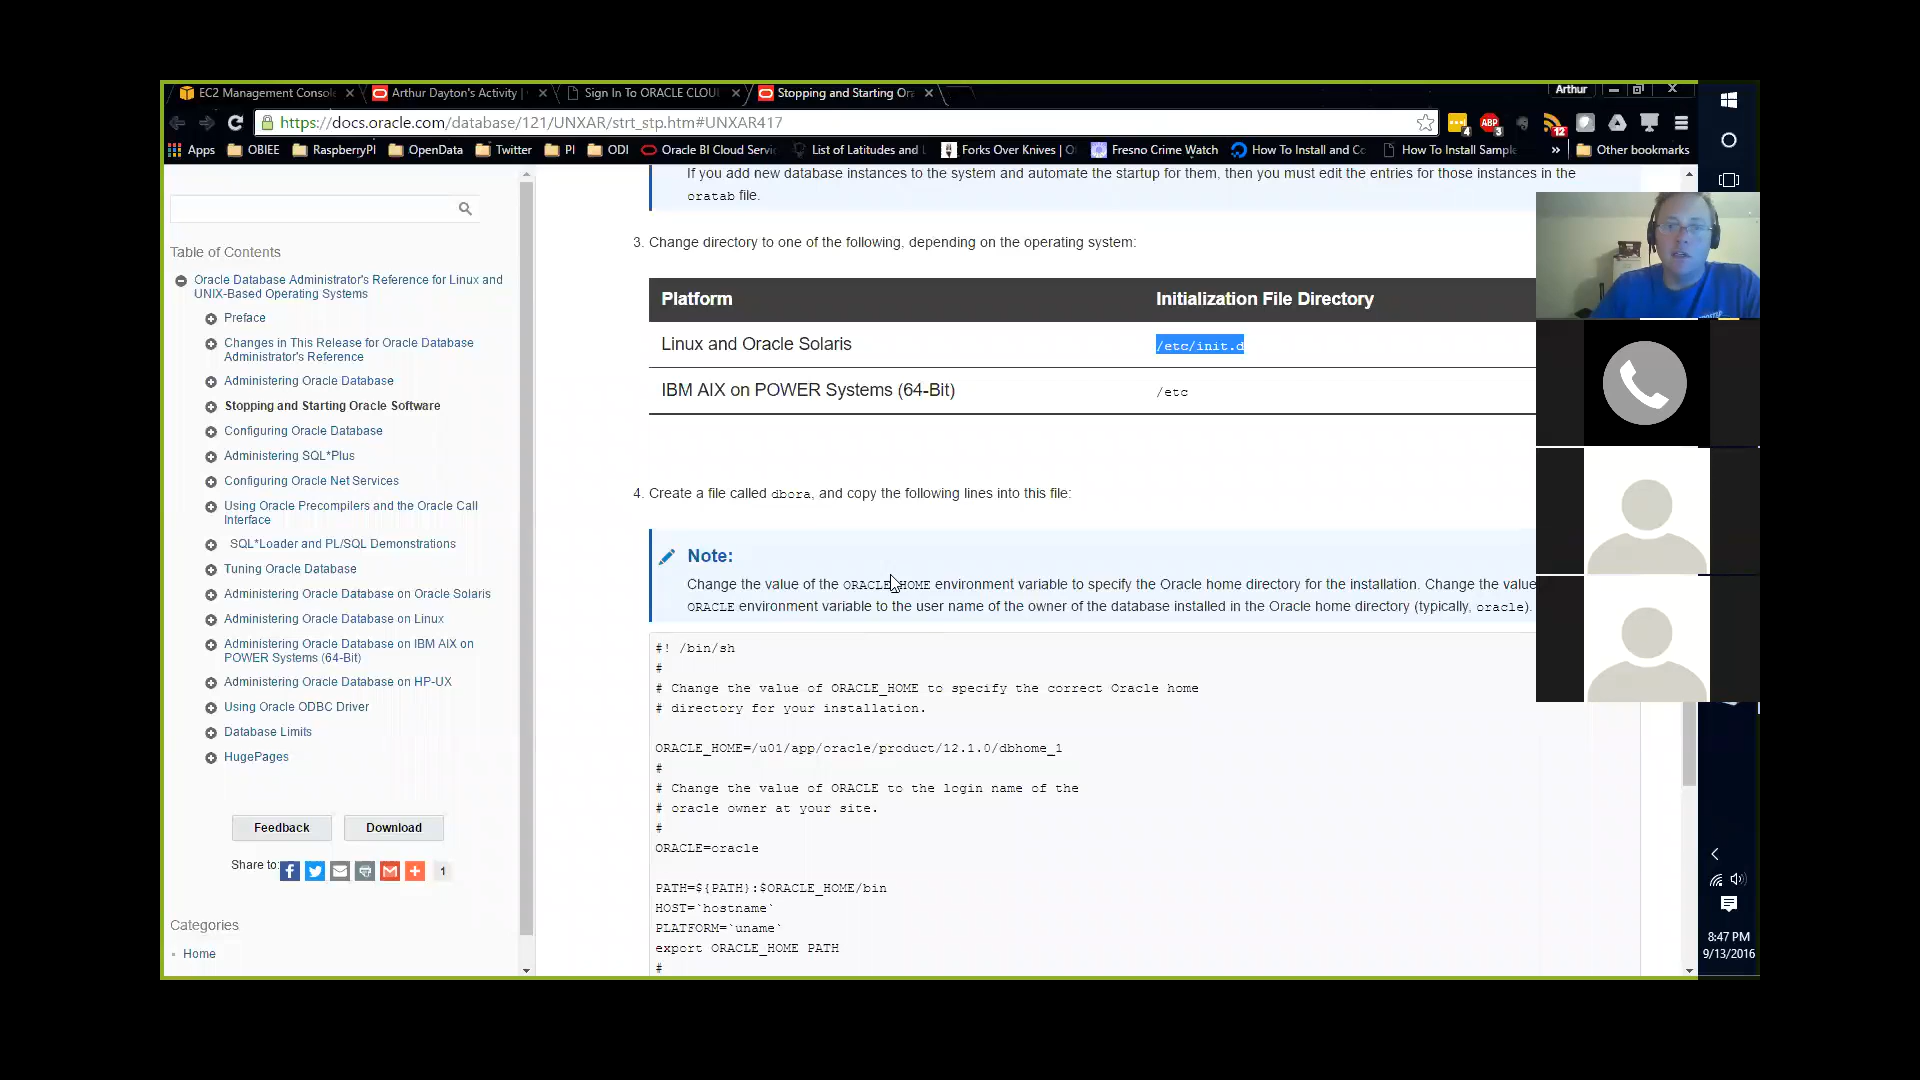 EC2 Management Consol
Arthur Dayton's Activity |
Sign In To ORACLE CLOU
Stopping and Starting Or
Arthur
https://docs.oracle.com/database/121/UNXAR/strt_stp.htm#UNXAR417
4
ABP
3
12
Apps
OBIEE
RaspberryPI
OpenData
Twitter
PI
ODI
Oracle BI Cloud Servi
List of Latitudes and
Forks Over Knives | O
Fresno Crime Watch
How To Install and Co
How To Install Sample
»
Other bookmarks
Table of Contents
Oracle Database Administrator's Reference for Linux and
UNIX-Based Operating Systems
Preface
Changes in This Release for Oracle Database
Administrator's Reference
Administering Oracle Database
Stopping and Starting Oracle Software
Configuring Oracle Database
Administering SQL*Plus
Configuring Oracle Net Services
Using Oracle Precompilers and the Oracle Call
Interface
SQL*Loader and PL/SQL Demonstrations
Tuning Oracle Database
Administering Oracle Database on Oracle Solaris
Administering Oracle Database on Linux
Administering Oracle Database on IBM AIX on
POWER Systems (64-Bit)
Administering Oracle Database on HP-UX
Using Oracle ODBC Driver
Database Limits
HugePages
Feedback
Download
Share to:
1
Categories
Home
If you add new database instances to the system and automate the startup for them, then you must edit the entries for those instances in the
oratab file.
3. Change directory to one of the following, depending on the operating system:
Platform
Initialization File Directory
Linux and Oracle Solaris
/etc/init.d
IBM AIX on POWER Systems (64-Bit)
/etc
4. Create a file called dbora, and copy the following lines into this file:
Note:
Change the value of the ORACLE_HOME environment variable to specify the Oracle home directory for the installation. Change the value
ORACLE environment variable to the user name of the owner of the database installed in the Oracle home directory (typically, oracle).
#! /bin/sh
#
# Change the value of ORACLE_HOME to specify the correct Oracle home
# directory for your installation.
ORACLE_HOME=/u01/app/oracle/product/12.1.0/dbhome_1
#
# Change the value of ORACLE to the login name of the
# oracle owner at your site.
#
ORACLE=oracle
PATH=${PATH}:$ORACLE_HOME/bin
HOST=`hostname`
PLATFORM=`uname`
export ORACLE_HOME PATH
#
8:47 PM
9/13/2016